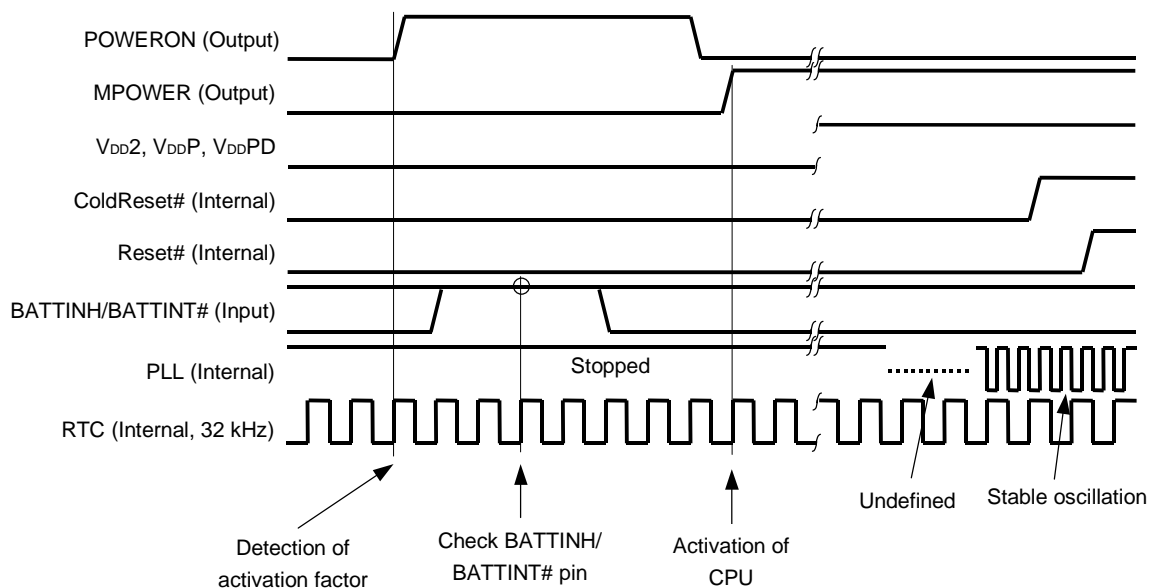 POWERON (Output)
MPOWER (Output)
VDD2, VDDP, VDDPD
ColdReset# (Internal)
Reset# (Internal)
BATTINH/BATTINT# (Input)
Stopped
PLL (Internal)
RTC (Internal, 32 kHz)
Undefined
Stable oscillation
Detection of
activation factor
Check BATTINH/
BATTINT# pin
Activation of
CPU